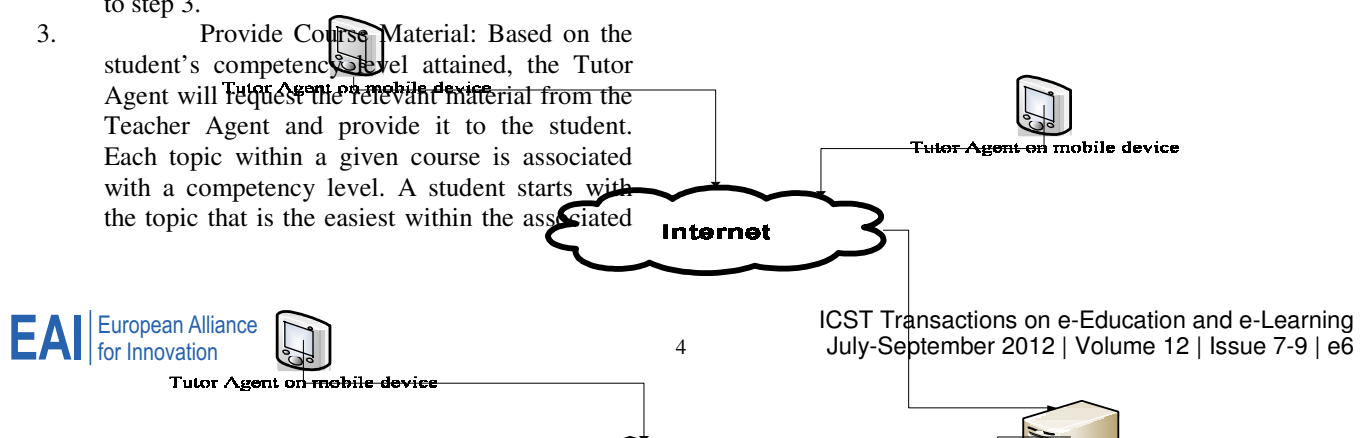 to step 3.
3. Provide Course Material: Based on the
student's competency level attained, the Tutor
Agent will request the relevant material from the
Teacher Agent and provide it to the student.
Each topic within a given course is associated
with a competency level. A student starts with
the topic that is the easiest within the associated
Tutor Agent on mobile device
Tutor Agent on mobile device
Internet
EAI European Alliance
for Innovation
4
ICST Transactions on e-Education and e-Learning
July-September 2012 | Volume 12 | Issue 7-9 | e6
Tutor Agent on mobile device